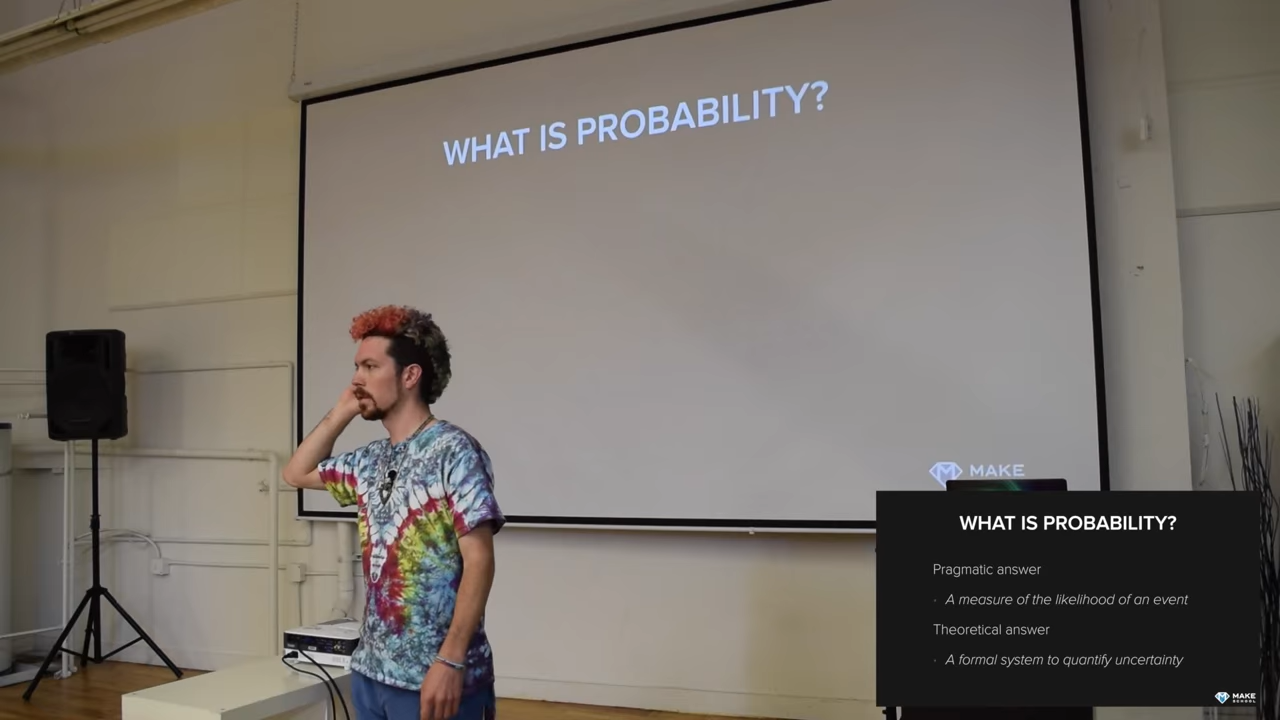 WHAT IS PROBABILITY?
MAKE
WHAT IS PROBABILITY?
Pragmatic answer
A measure of the likelihood of an event
Theoretical answer
A formal system to quantify uncertainty
MAKE
SCHOOL